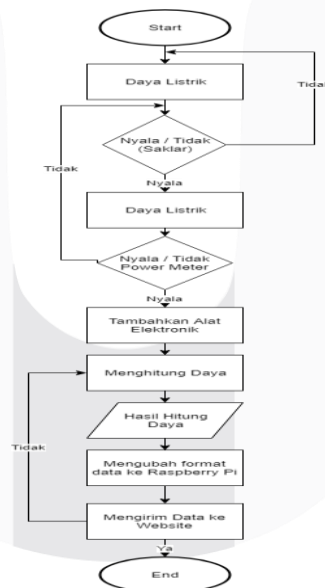 Start
Daya Listrik
Tidak
Nyala / Tidak
(Saklar)
Tidak
Nyala
Daya Listrik
Nyala / Tidak
Power Meter
Nyala
Tambahkan Alat
Elektronik
Menghitung Daya
Hasil Hitung
Daya
Tidak
Mengubah format
data ke Raspberry Pi
Mengirim Data ke
Website
Ya
End